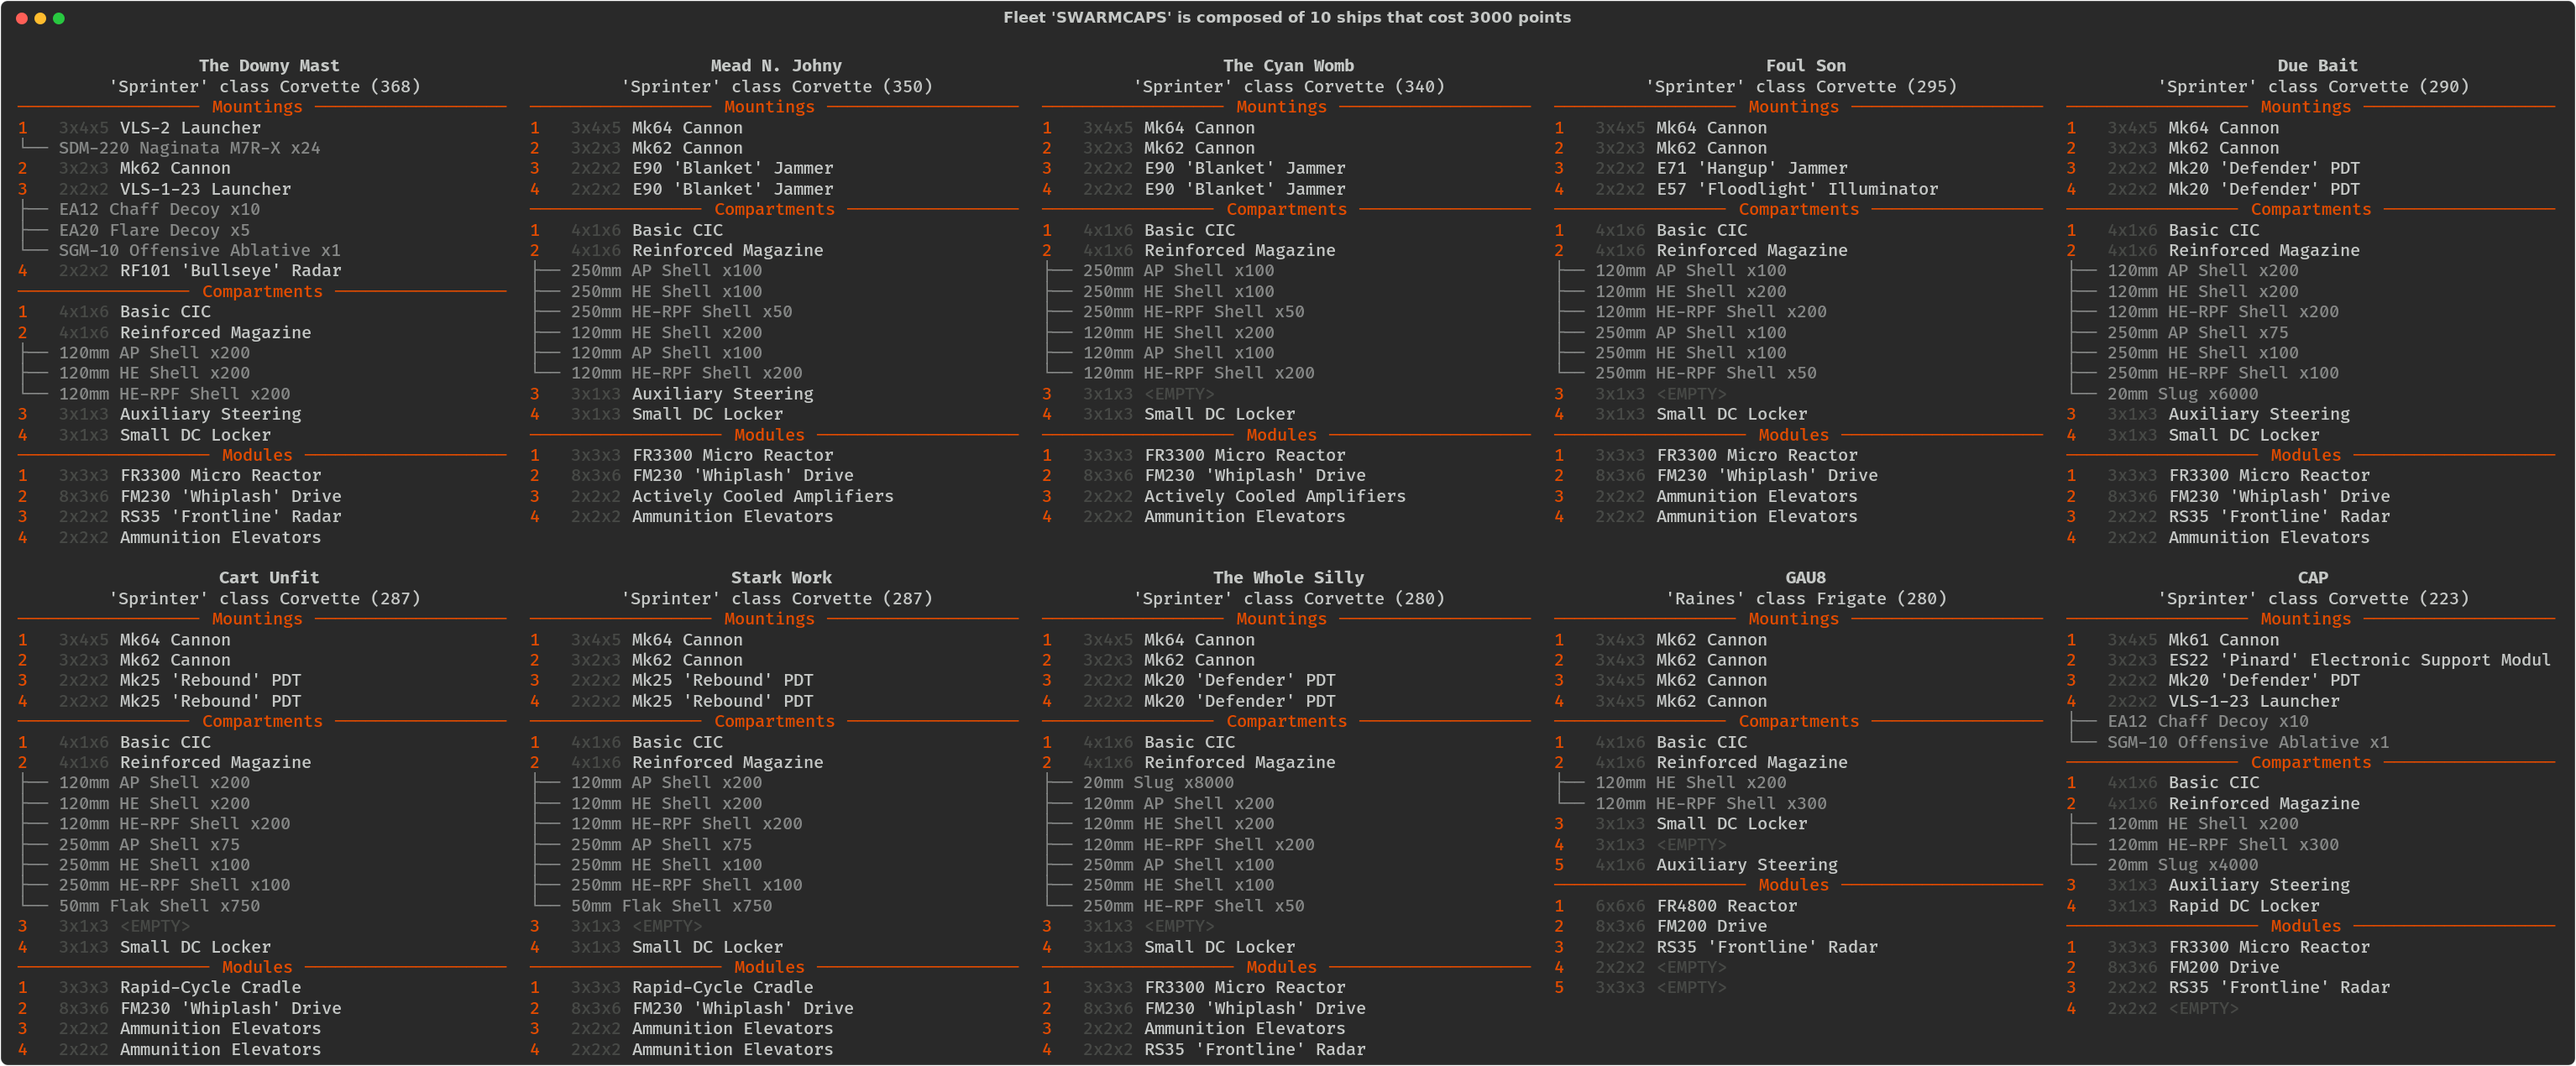 Fleet 'SWARMCAPS' is composed of 10 ships that cost 3000 points
The Downy Mast
'Sprinter' class Corvette (368)
Mountings
1 3x4x5 VLS-2 Launcher
SDM-220 Naginata M7R-X x24
2 3x2x3 Mk62 Cannon
3 2x2x2 VLS-1-23 Launcher
EA12 Chaff Decoy x10
EA20 Flare Decoy x5
SGM-10 Offensive Ablative x1
4 2x2x2 RF101 'Bullseye' Radar
Compartments
1 4x1x6 Basic CIC
2 4x1x6 Reinforced Magazine
120mm AP Shell x200
120mm HE Shell x200
120mm HE-RPF Shell x200
3 3x1x3 Auxiliary Steering
4 3x1x3 Small DC Locker
Modules
1 3x3x3 FR3300 Micro Reactor
2 8x3x6 FM230 'Whiplash' Drive
3 2x2x2 RS35 'Frontline' Radar
4 2x2x2 Ammunition Elevators
Mead N. Johny
'Sprinter' class Corvette (350)
Mountings
1 3x4x5 Mk64 Cannon
2 3x2x3 Mk62 Cannon
3 2x2x2 E90 'Blanket' Jammer
4 2x2x2 E90 'Blanket' Jammer
Compartments
1 4x1x6 Basic CIC
2 4x1x6 Reinforced Magazine
250mm AP Shell x100
250mm HE Shell x100
250mm HE-RPF Shell x50
120mm HE Shell x200
120mm AP Shell x100
120mm HE-RPF Shell x200
3 3x1x3 Auxiliary Steering
4 3x1x3 Small DC Locker
Modules
1 3x3x3 FR3300 Micro Reactor
2 8x3x6 FM230 'Whiplash' Drive
3 2x2x2 Actively Cooled Amplifiers
4 2x2x2 Ammunition Elevators
The Cyan Womb
'Sprinter' class Corvette (340)
Mountings
1 3x4x5 Mk64 Cannon
2 3x2x3 Mk62 Cannon
3 2x2x2 E90 'Blanket' Jammer
4 2x2x2 E90 'Blanket' Jammer
Compartments
1 4x1x6 Basic CIC
2 4x1x6 Reinforced Magazine
250mm AP Shell x100
250mm HE Shell x100
250mm HE-RPF Shell x50
120mm HE Shell x200
120mm AP Shell x100
120mm HE-RPF Shell x200
3 3x1x3 <EMPTY>
4 3x1x3 Small DC Locker
Modules
1 3x3x3 FR3300 Micro Reactor
2 8x3x6 FM230 'Whiplash' Drive
3 2x2x2 Actively Cooled Amplifiers
4 2x2x2 Ammunition Elevators
Foul Son
'Sprinter' class Corvette (295)
Mountings
1 3x4x5 Mk64 Cannon
2 3x2x3 Mk62 Cannon
3 2x2x2 E71 'Hangup' Jammer
4 2x2x2 E57 'Floodlight' Illuminator
Compartments
1 4x1x6 Basic CIC
2 4x1x6 Reinforced Magazine
120mm AP Shell x100
120mm HE Shell x200
120mm HE-RPF Shell x200
250mm AP Shell x100
250mm HE Shell x100
250mm HE-RPF Shell x50
3 3x1x3 <EMPTY>
4 3x1x3 Small DC Locker
Modules
1 3x3x3 FR3300 Micro Reactor
2 8x3x6 FM230 'Whiplash' Drive
3 2x2x2 Ammunition Elevators
4 2x2x2 Ammunition Elevators
Due Bait
'Sprinter' class Corvette (290)
Mountings
1 3x4x5 Mk64 Cannon
2 3x2x3 Mk62 Cannon
3 2x2x2 Mk20 'Defender' PDT
4 2x2x2 Mk20 'Defender' PDT
Compartments
1 4x1x6 Basic CIC
2 4x1x6 Reinforced Magazine
120mm AP Shell x200
120mm HE Shell x200
120mm HE-RPF Shell x200
250mm AP Shell x75
250mm HE Shell x100
250mm HE-RPF Shell x100
20mm Slug x6000
3 3x1x3 Auxiliary Steering
4 3x1x3 Small DC Locker
Modules
1 3x3x3 FR3300 Micro Reactor
2 8x3x6 FM230 'Whiplash' Drive
3 2x2x2 RS35 'Frontline' Radar
4 2x2x2 Ammunition Elevators
Cart Unfit
'Sprinter' class Corvette (287)
Mountings
1 3x4x5 Mk64 Cannon
2 3x2x3 Mk62 Cannon
3 2x2x2 Mk25 'Rebound' PDT
4 2x2x2 Mk25 'Rebound' PDT
Compartments
1 4x1x6 Basic CIC
2 4x1x6 Reinforced Magazine
120mm AP Shell x200
120mm HE Shell x200
120mm HE-RPF Shell x200
250mm AP Shell x75
250mm HE Shell x100
250mm HE-RPF Shell x100
50mm Flak Shell x750
3 3x1x3 <EMPTY>
4 3x1x3 Small DC Locker
Modules
1 3x3x3 Rapid-Cycle Cradle
2 8x3x6 FM230 'Whiplash' Drive
3 2x2x2 Ammunition Elevators
4 2x2x2 Ammunition Elevators
Stark Work
'Sprinter' class Corvette (287)
Mountings
1 3x4x5 Mk64 Cannon
2 3x2x3 Mk62 Cannon
3 2x2x2 Mk25 'Rebound' PDT
4 2x2x2 Mk25 'Rebound' PDT
Compartments
1 4x1x6 Basic CIC
2 4x1x6 Reinforced Magazine
120mm AP Shell x200
120mm HE Shell x200
120mm HE-RPF Shell x200
250mm AP Shell x75
250mm HE Shell x100
250mm HE-RPF Shell x100
50mm Flak Shell x750
3 3x1x3 <EMPTY>
4 3x1x3 Small DC Locker
Modules
1 3x3x3 Rapid-Cycle Cradle
2 8x3x6 FM230 'Whiplash' Drive
3 2x2x2 Ammunition Elevators
4 2x2x2 Ammunition Elevators
The Whole Silly
'Sprinter' class Corvette (280)
Mountings
1 3x4x5 Mk64 Cannon
2 3x2x3 Mk62 Cannon
3 2x2x2 Mk20 'Defender' PDT
4 2x2x2 Mk20 'Defender' PDT
Compartments
1 4x1x6 Basic CIC
2 4x1x6 Reinforced Magazine
20mm Slug x8000
120mm AP Shell x200
120mm HE Shell x200
120mm HE-RPF Shell x200
250mm AP Shell x100
250mm HE Shell x100
250mm HE-RPF Shell x50
3 3x1x3 <EMPTY>
4 3x1x3 Small DC Locker
Modules
1 3x3x3 FR3300 Micro Reactor
2 8x3x6 FM230 'Whiplash' Drive
3 2x2x2 Ammunition Elevators
4 2x2x2 RS35 'Frontline' Radar
GAU8
'Raines' class Frigate (280)
Mountings
1 3x4x3 Mk62 Cannon
2 3x4x3 Mk62 Cannon
3 3x4x5 Mk62 Cannon
4 3x4x5 Mk62 Cannon
Compartments
1 4x1x6 Basic CIC
2 4x1x6 Reinforced Magazine
120mm HE Shell x200
120mm HE-RPF Shell x300
3 3x1x3 Small DC Locker
4 3x1x3 <EMPTY>
5 4x1x6 Auxiliary Steering
Modules
1 6x6x6 FR4800 Reactor
2 8x3x6 FM200 Drive
3 2x2x2 RS35 'Frontline' Radar
4 2x2x2 <EMPTY>
5 3x3x3 <EMPTY>
CAP
'Sprinter' class Corvette (223)
Mountings
1 3x4x5 Mk61 Cannon
2 3x2x3 ES22 'Pinard' Electronic Support Modul
3 2x2x2 Mk20 'Defender' PDT
4 2x2x2 VLS-1-23 Launcher
EA12 Chaff Decoy x10
SGM-10 Offensive Ablative x1
Compartments
1 4x1x6 Basic CIC
2 4x1x6 Reinforced Magazine
120mm HE Shell x200
120mm HE-RPF Shell x300
20mm Slug x4000
3 3x1x3 Auxiliary Steering
4 3x1x3 Rapid DC Locker
Modules
1 3x3x3 FR3300 Micro Reactor
2 8x3x6 FM200 Drive
3 2x2x2 RS35 'Frontline' Radar
4 2x2x2 <EMPTY>